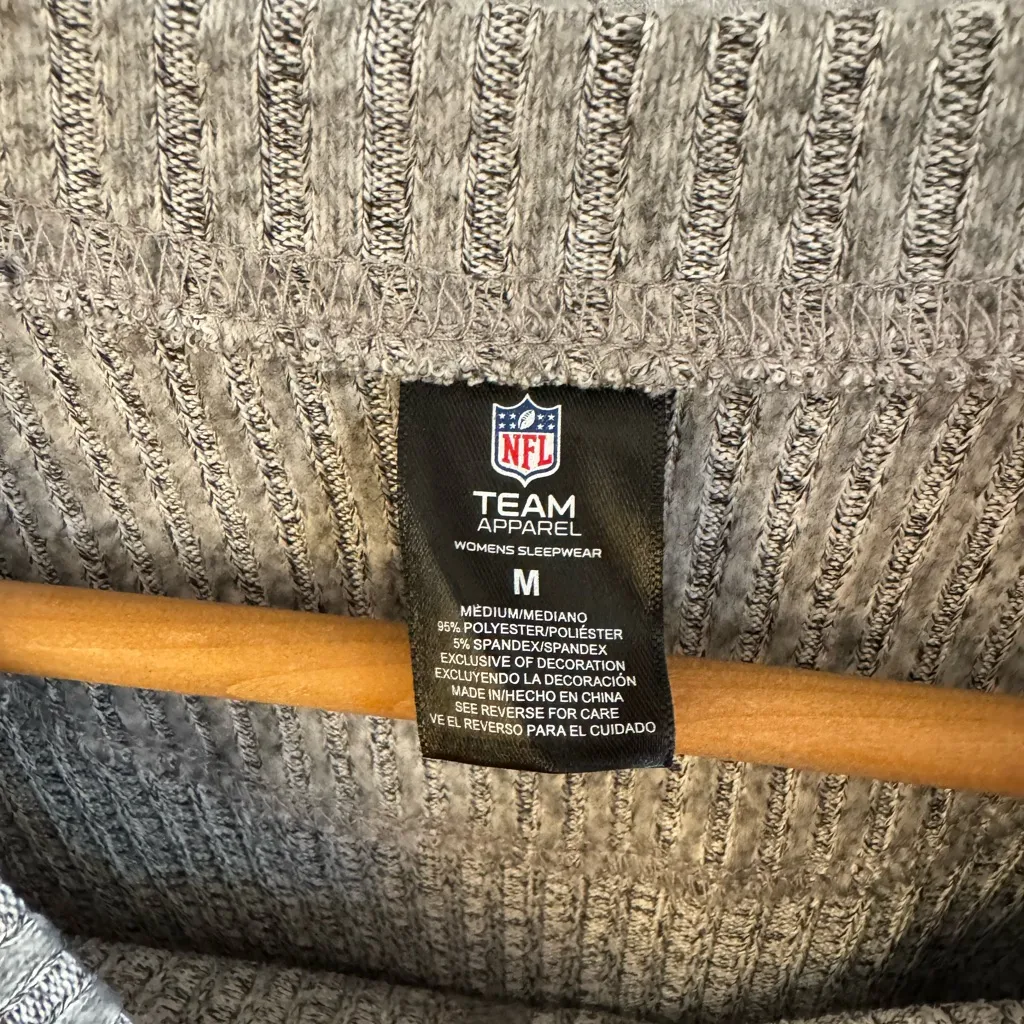 NFL
TEAM
APPAREL
WOMENS SLEEPWEAR
M
MEDIUM/MEDIANO
95% POLYESTER/POLIÉSTER
5% SPANDEX/SPANDEX
EXCLUSIVE OF DECORATION
EXCLUYENDO LA DECORACIÓN
MADE IN/HECHO EN CHINA
SEE REVERSE FOR CARE
VE EL REVERSO PARA EL CUIDADO